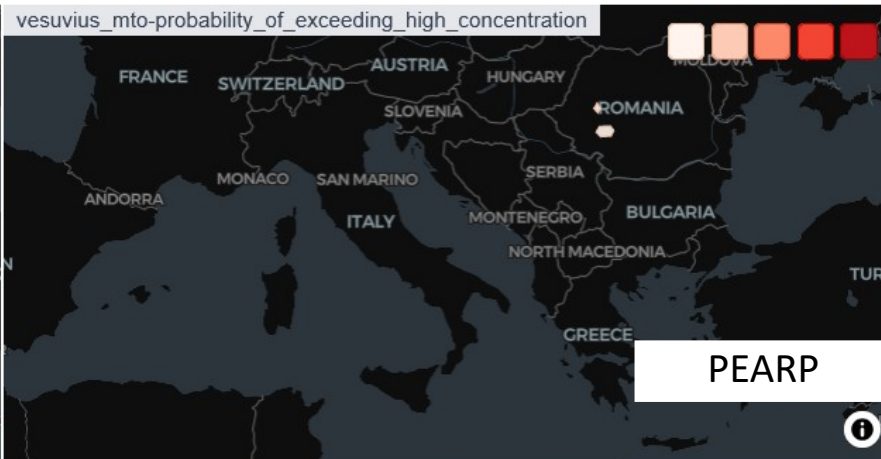 vesuvius_mto-probability_of_exceeding_high_concentration
MOLDOVA
AUSTRIA
FRANCE
HUNGARY
SWITZERLAND
ROMANIA
SLOVENIA
SERBIA
MONACO
SAN MARINO
ANDORRA
BULGARIA
MONTENEGRO
ITALY
NORTH MACEDONIA
N
TUR
GREECE
PEARP
i